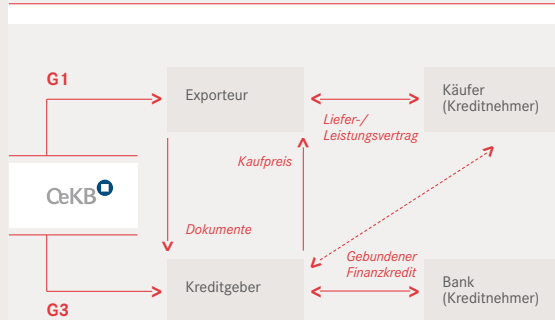 G1
Exporteur
Käufer
(Kreditnehmer)
Liefer-/
Leistungsvertrag
Kaufpreis
OeKB
Dokumente
Gebundener
Finanzkredit
Kreditgeber
Bank
(Kreditnehmer)
G3